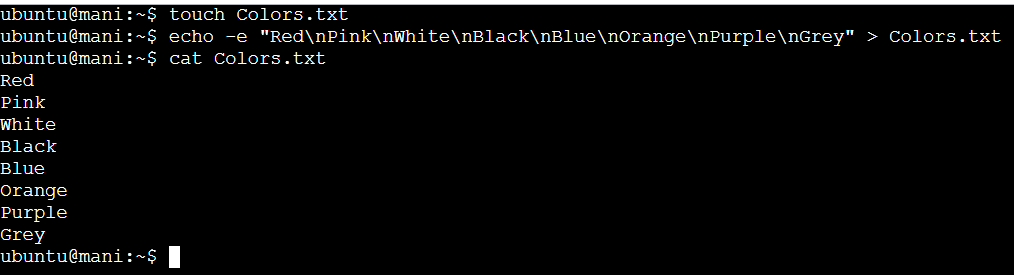 ubuntu@mani:~$ touch Colors.txt
ubuntu@mani:~$ echo -e "Red\nPink\nWhite\nBlack\nBlue\nOrange\nPurple\nGrey" > Colors.txt
ubuntu@mani:~$ cat Colors.txt
Red
Pink
White
Black
Blue
Orange
Purple
Grey
ubuntu@mani:~$